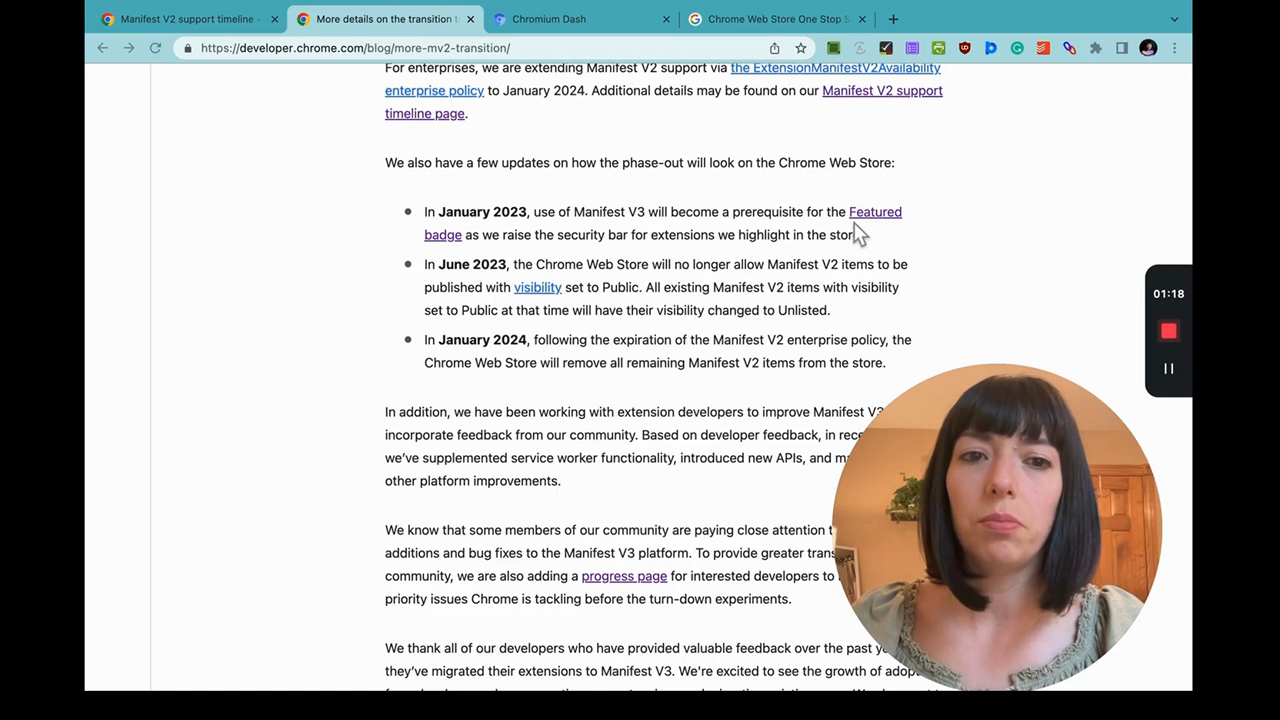 Manifest V2 support timeline -
More details on the transition t
Chromium Dash
Chrome Web Store One Stop S
https://developer.chrome.com/blog/more-mv2-transition/
For enterprises, we are extending Manifest V2 support via the ExtensionManifestV2Availability
enterprise policy to January 2024. Additional details may be found on our Manifest V2 support
timeline page.
We also have a few updates on how the phase-out will look on the Chrome Web Store:
• In January 2023, use of Manifest V3 will become a prerequisite for the Featured
badge as we raise the security bar for extensions we highlight in the stor
• In June 2023, the Chrome Web Store will no longer allow Manifest V2 items to be
published with visibility set to Public. All existing Manifest V2 items with visibility
set to Public at that time will have their visibility changed to Unlisted.
• In January 2024, following the expiration of the Manifest V2 enterprise policy, the
Chrome Web Store will remove all remaining Manifest V2 items from the store.
01:18
In addition, we have been working with extension developers to improve Manifest V3
incorporate feedback from our community. Based on developer feedback, in rece
we've supplemented service worker functionality, introduced new APIs, and ma
other platform improvements.
We know that some members of our community are paying close attention t
additions and bug fixes to the Manifest V3 platform. To provide greater trans
community, we are also adding a progress page for interested developers to
priority issues Chrome is tackling before the turn-down experiments.
We thank all of our developers who have provided valuable feedback over the past ye
they've migrated their extensions to Manifest V3. We're excited to see the growth of adop